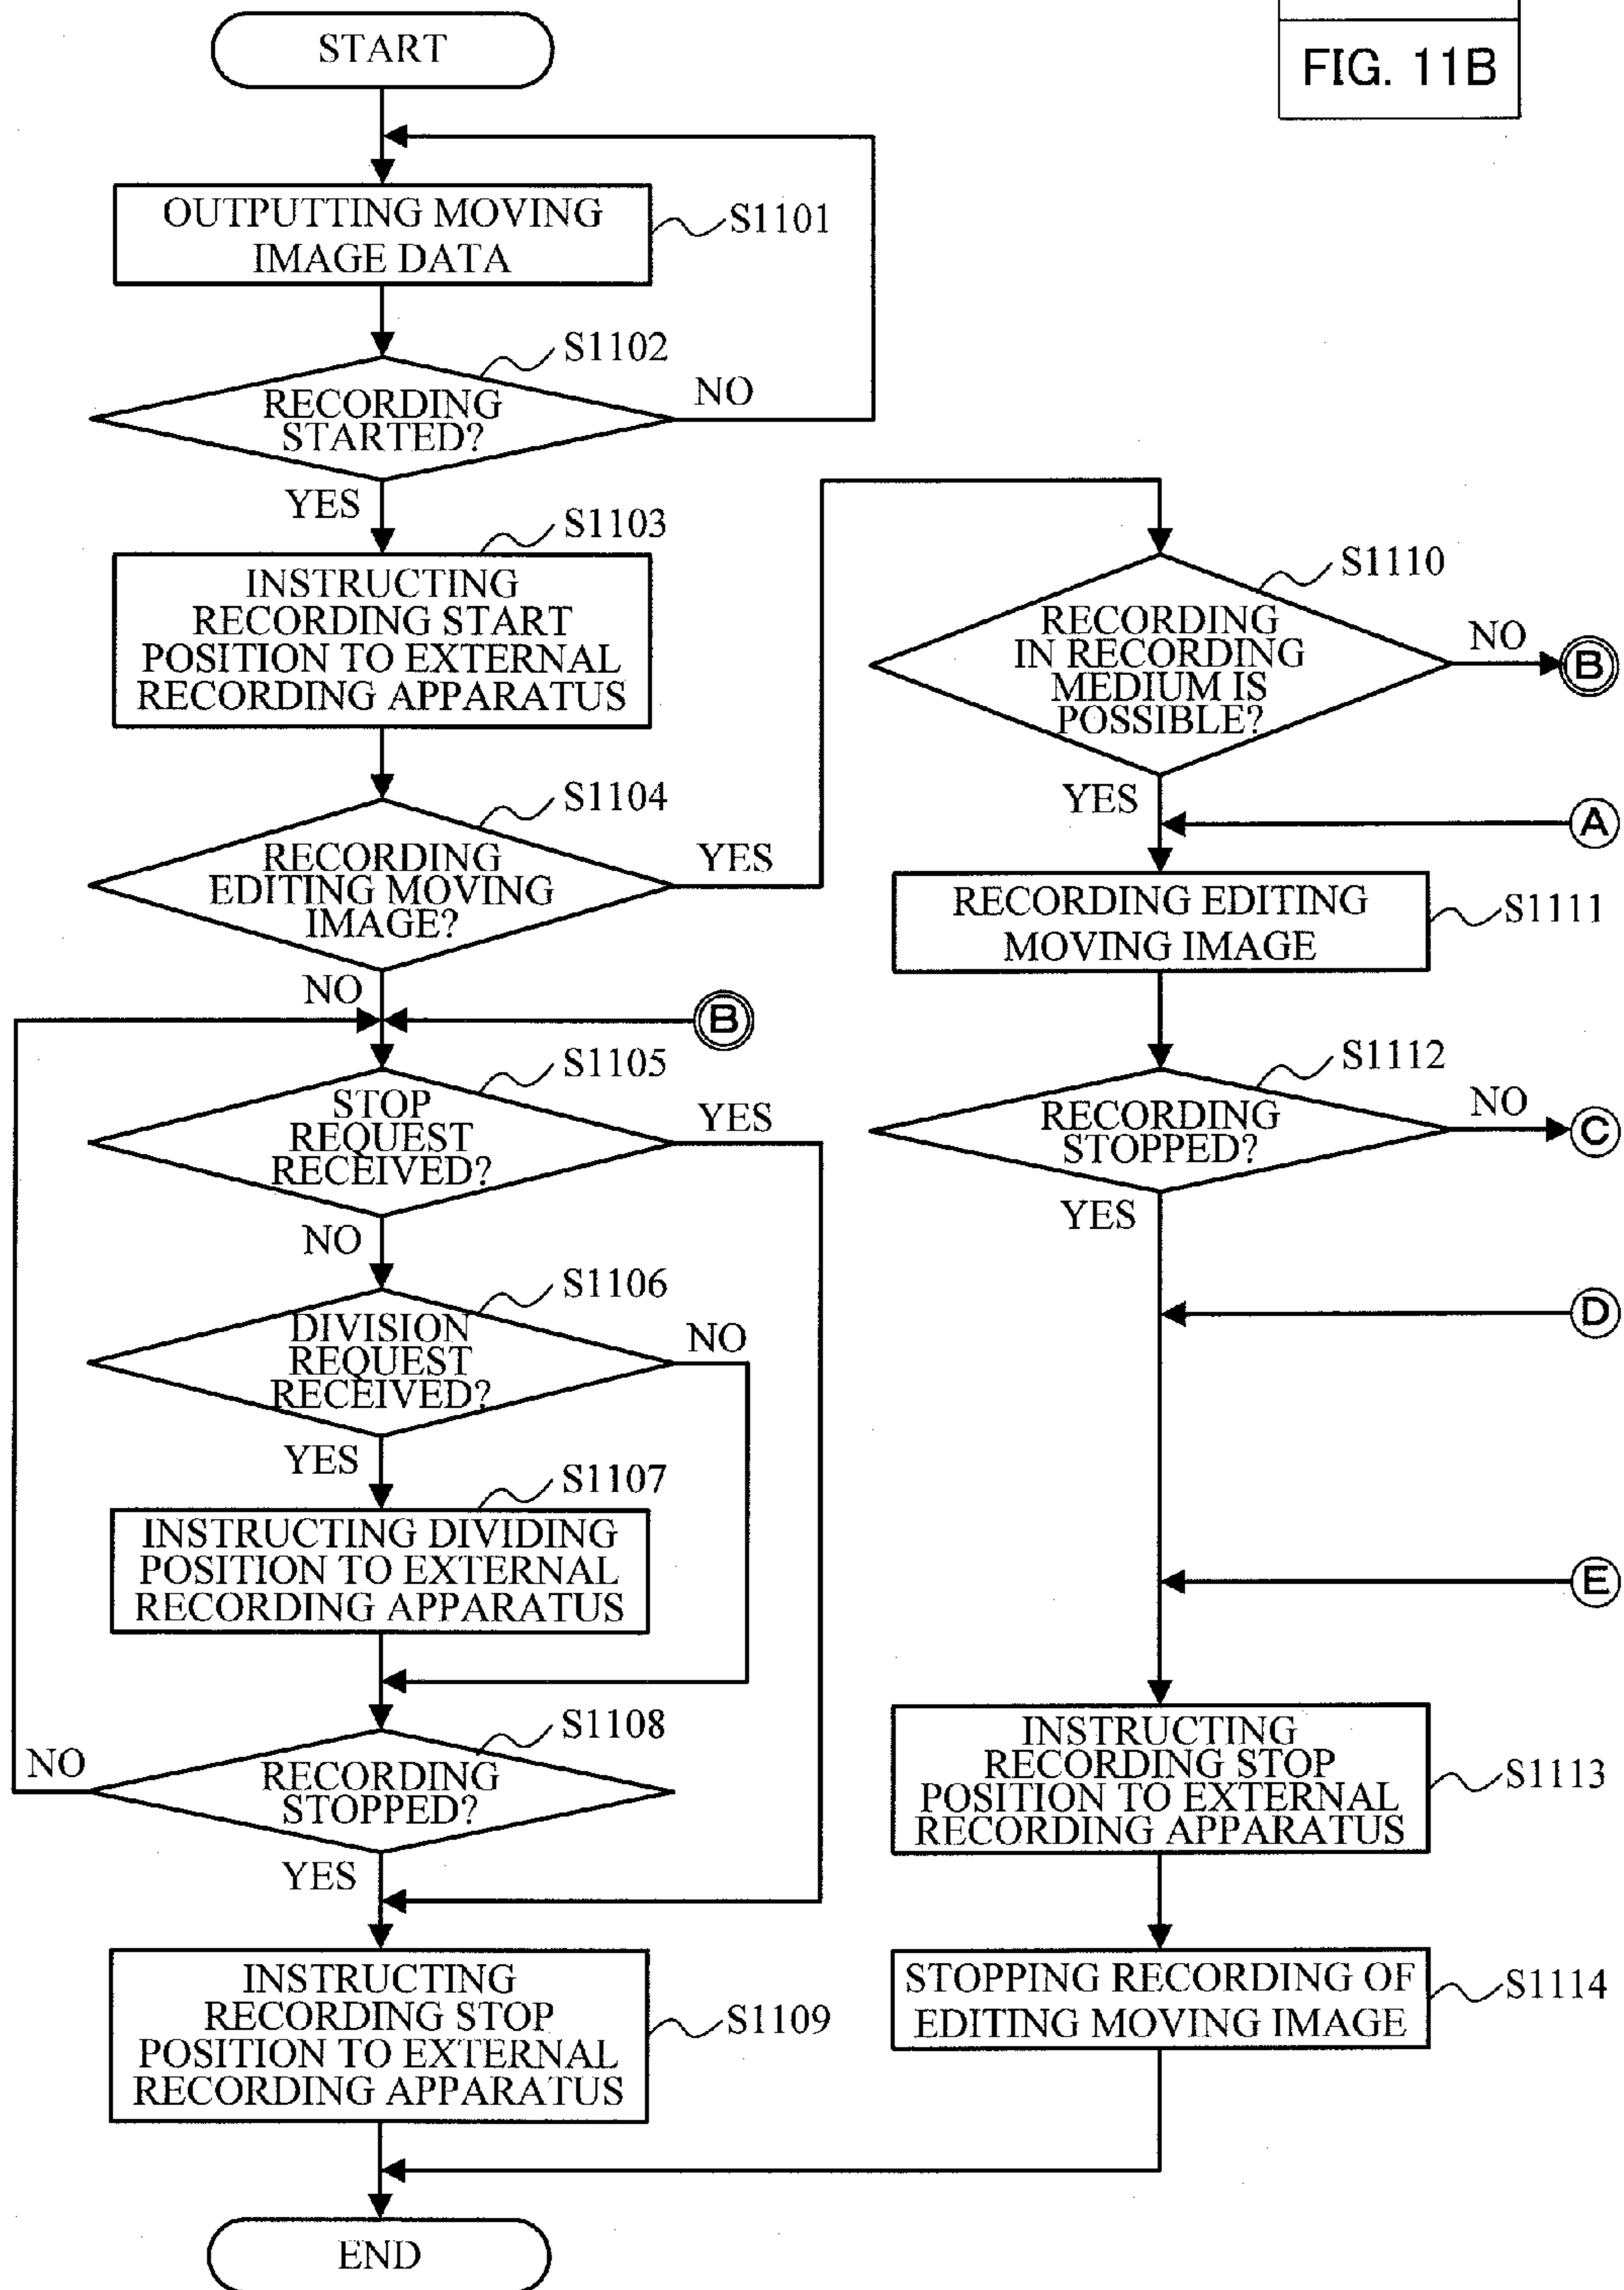 FIG. 11B
START
OUTPUTTING MOVING
IMAGE DATA
S1101
S1102
RECORDING
STARTED?
NO
YES
S1103
INSTRUCTING
RECORDING START
POSITION TO EXTERNAL
RECORDING APPARATUS
S1104
RECORDING
EDITING MOVING
IMAGE?
YES
NO
B
S1105
STOP
REQUEST
RECEIVED?
YES
NO
S1106
DIVISION
REQUEST
RECEIVED?
NO
YES
S1107
INSTRUCTING DIVIDING
POSITION TO EXTERNAL
RECORDING APPARATUS
S1108
NO
RECORDING
STOPPED?
YES
INSTRUCTING
RECORDING STOP
POSITION TO EXTERNAL
RECORDING APPARATUS
S1109
END
S1110
RECORDING
IN RECORDING
MEDIUM IS
POSSIBLE?
NO
B
YES
A
RECORDING EDITING
MOVING IMAGE
S1111
S1112
RECORDING
STOPPED?
NO
C
YES
D
E
INSTRUCTING
RECORDING STOP
POSITION TO EXTERNAL
RECORDING APPARATUS
S1113
STOPPING RECORDING OF
EDITING MOVING IMAGE
S1114